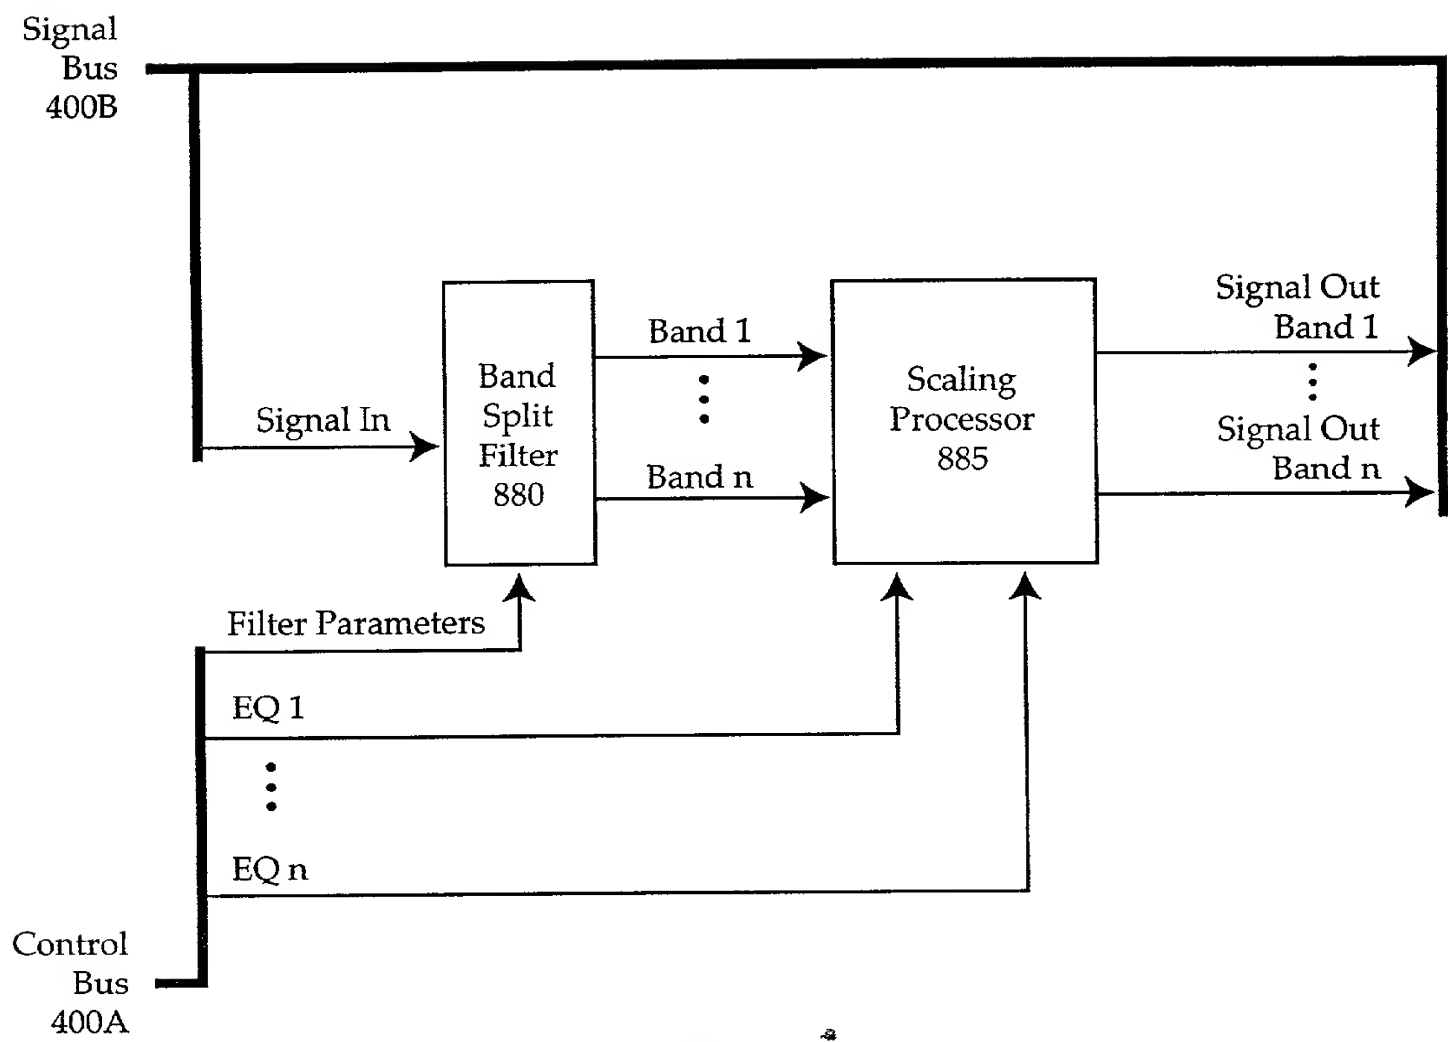 Signal
Bus
400B
Signal In
Band
Split
Filter
880
Band 1
Band n
Scaling
Processor
885
Signal Out
Band 1
Signal Out
Band n
Filter Parameters
EQ 1
EQ n
Control
Bus
400A